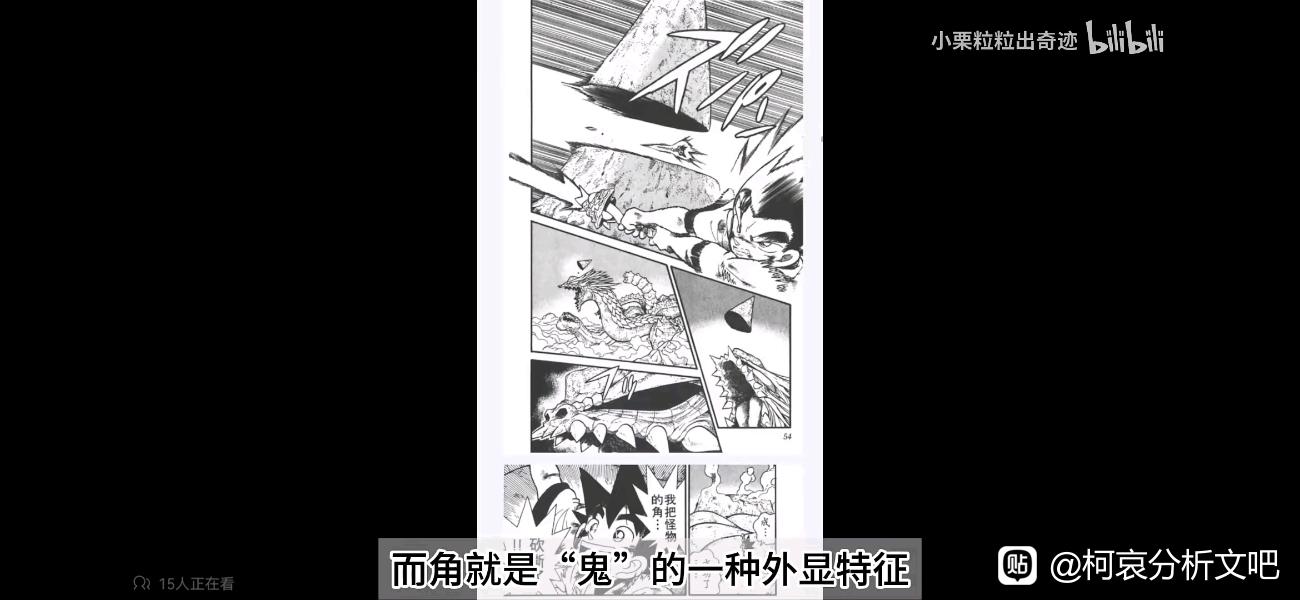 小栗粒粒出奇迹 bilibili
54
我把怪物
的角…
成…
而角就是“鬼”的一种外显特征
15人正在看
贴 @柯哀分析文吧